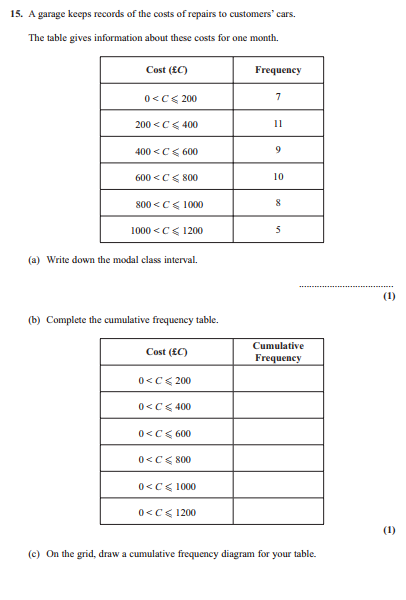 15. A garage keeps records of the costs of repairs to customers' cars.
The table gives information about these costs for one month.
Cost (£C) Frequency
0 < C ⩽ 200 7
200 < C ⩽ 400 11
400 < C ⩽ 600 9
600 < C ⩽ 800 10
800 < C ⩽ 1000 8
1000 < C ⩽ 1200 5
(a) Write down the modal class interval.
......................................
(1)
(b) Complete the cumulative frequency table.
Cost (£C) Cumulative
Frequency
0 < C ⩽ 200
0 < C ⩽ 400
0 < C ⩽ 600
0 < C ⩽ 800
0 < C ⩽ 1000
0 < C ⩽ 1200
(1)
(c) On the grid, draw a cumulative frequency diagram for your table.